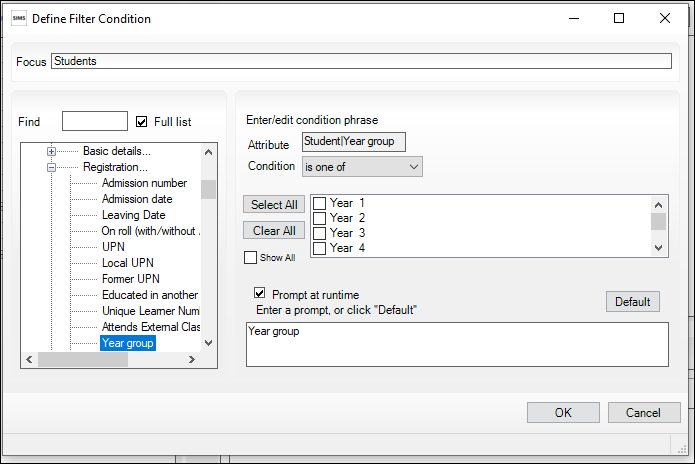 SIMS Define Filter Condition
Focus Students
Find Full list
Basic details...
Registration...
Admission number
Admission date
Leaving Date
On roll (with/without
UPN
Local UPN
Former UPN
Educated in another
Unique Learner Num
Attends External Clas
Year group
Enter/edit condition phrase
Attribute Student|Year group
Condition is one of
Select All
Clear All
Show All
Year 1
Year 2
Year 3
Year 4
Prompt at runtime
Enter a prompt, or click "Default"
Default
Year group
OK Cancel